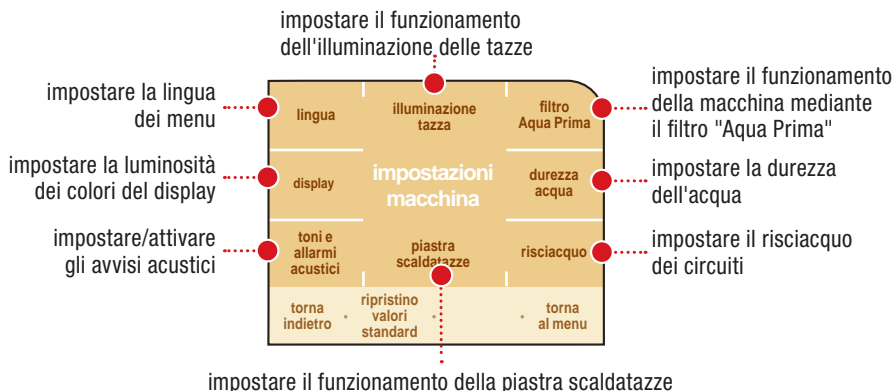 impostare il funzionamento
dell'illuminazione delle tazze
impostare la lingua
dei menu
lingua
illuminazione
tazza
filtro
Aqua Prima
impostare il funzionamento
della macchina mediante
il filtro "Aqua Prima"
impostare la luminosità
dei colori del display
display
impostazioni
macchina
durezza
acqua
impostare la durezza
dell'acqua
impostare/attivare
gli avvisi acustici
toni e
allarmi
acustici
piastra
scaldatazze
risciacquo
impostare il risciacquo
dei circuiti
torna
indietro
ripristino
valori
standard
torna
al menu
impostare il funzionamento della piastra scaldatazze